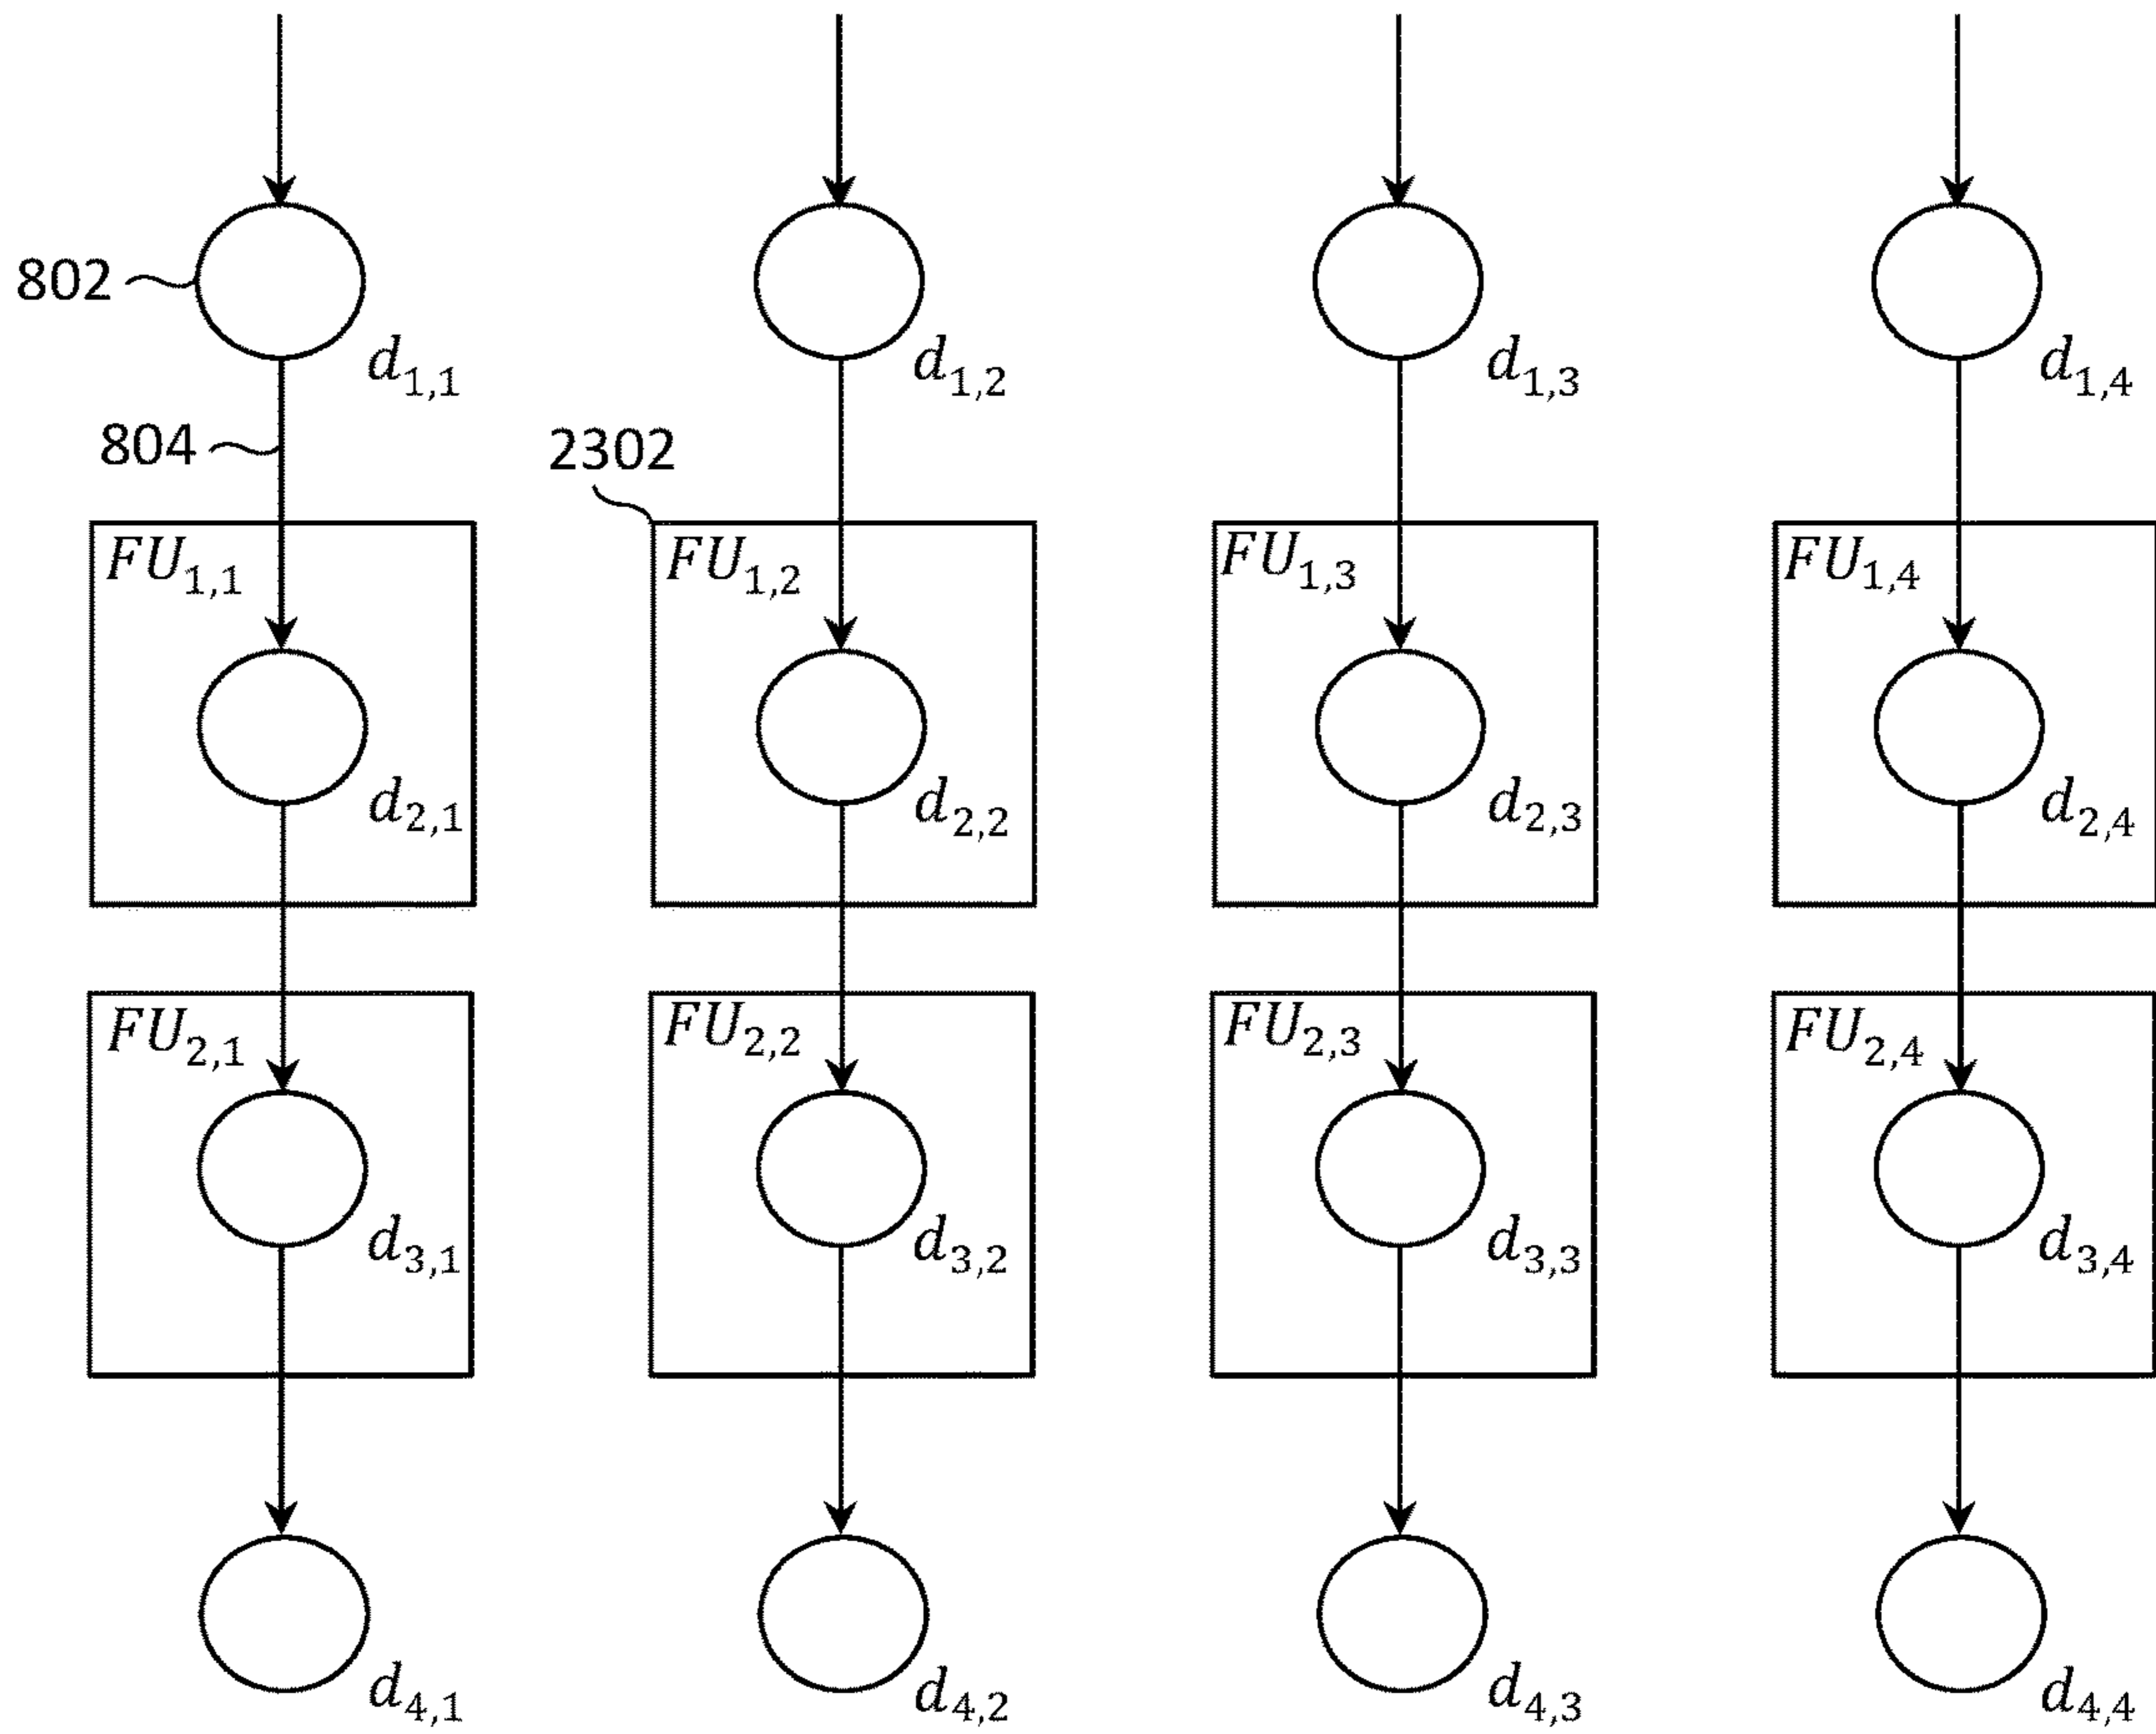 802
d1,1 d1,2 d1,3 d1,4
804
2302
FU1,1 FU1,2 FU1,3 FU1,4
d2,1 d2,2 d2,3 d2,4
FU2,1 FU2,2 FU2,3 FU2,4
d3,1 d3,2 d3,3 d3,4
d4,1 d4,2 d4,3 d4,4